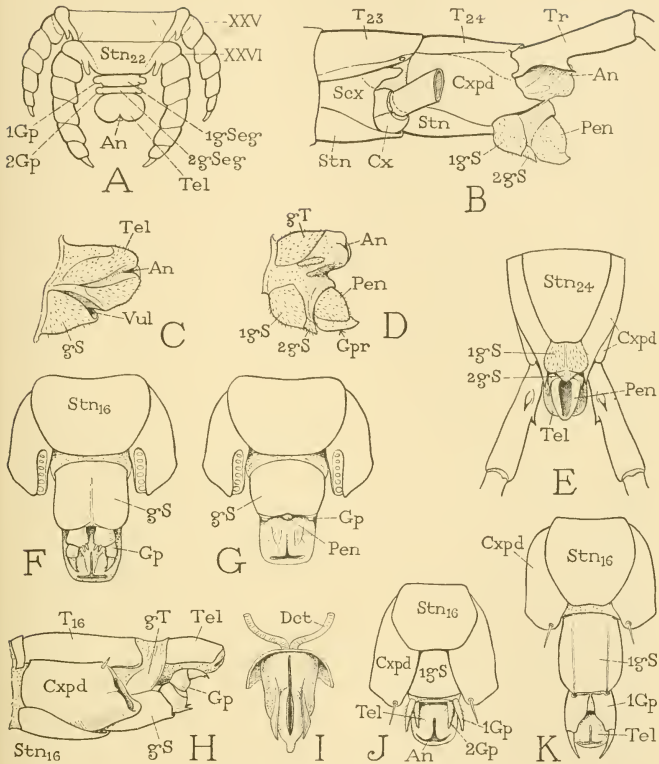 XXV
Stn22
XXVI
1Gp
2Gp
An
1gSeg
2gSeg
Tel
A
T23
T24
Tr
Scx
Cxpd
An
Stn
Cx
Stn
1gS
2gS
Pen
B
Tel
An
Vul
gS
C
gT
An
Pen
1gS
2gS
Gpr
D
Stn24
Cxpd
1gS
2gS
Pen
Tel
E
Stn16
gS
Gp
F
gS
Gp
Pen
G
T16
gT
Tel
Cxpd
Gp
Stn16
gS
H
Dct
I
Stn16
Cxpd
1gS
Tel
1Gp
2Gp
An
J
Cxpd
Stn16
1gS
1Gp
Tel
K